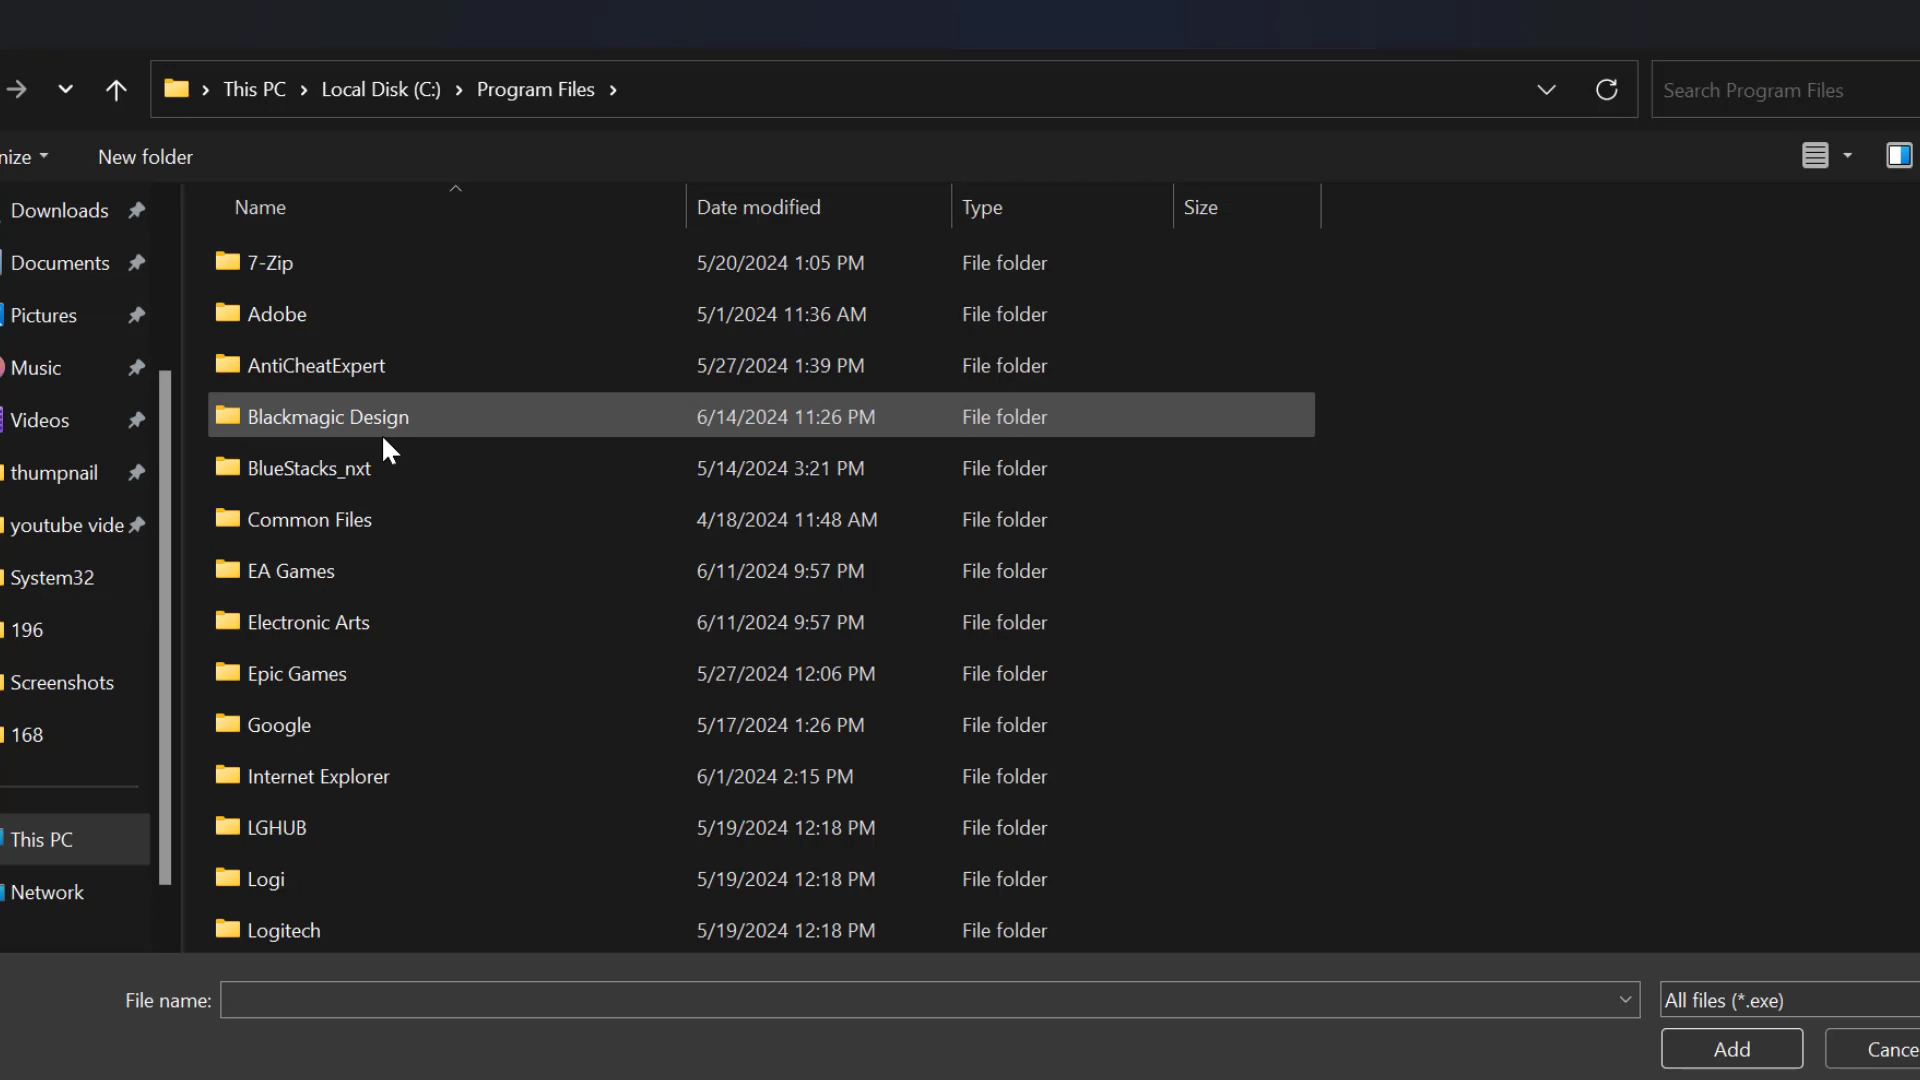 This PC > Local Disk (C:) > Program Files >
Search Program Files
nize
New folder
Downloads
Documents
Pictures
Music
Videos
thumpnail
youtube vide
System32
196
Screenshots
168
This PC
Network
Name Date modified Type Size
7-Zip 5/20/2024 1:05 PM File folder
Adobe 5/1/2024 11:36 AM File folder
AntiCheatExpert 5/27/2024 1:39 PM File folder
Blackmagic Design 6/14/2024 11:26 PM File folder
BlueStacks_nxt 5/14/2024 3:21 PM File folder
Common Files 4/18/2024 11:48 AM File folder
EA Games 6/11/2024 9:57 PM File folder
Electronic Arts 6/11/2024 9:57 PM File folder
Epic Games 5/27/2024 12:06 PM File folder
Google 5/17/2024 1:26 PM File folder
Internet Explorer 6/1/2024 2:15 PM File folder
LGHUB 5/19/2024 12:18 PM File folder
Logi 5/19/2024 12:18 PM File folder
Logitech 5/19/2024 12:18 PM File folder
File name:
All files (*.exe)
Add
Cance